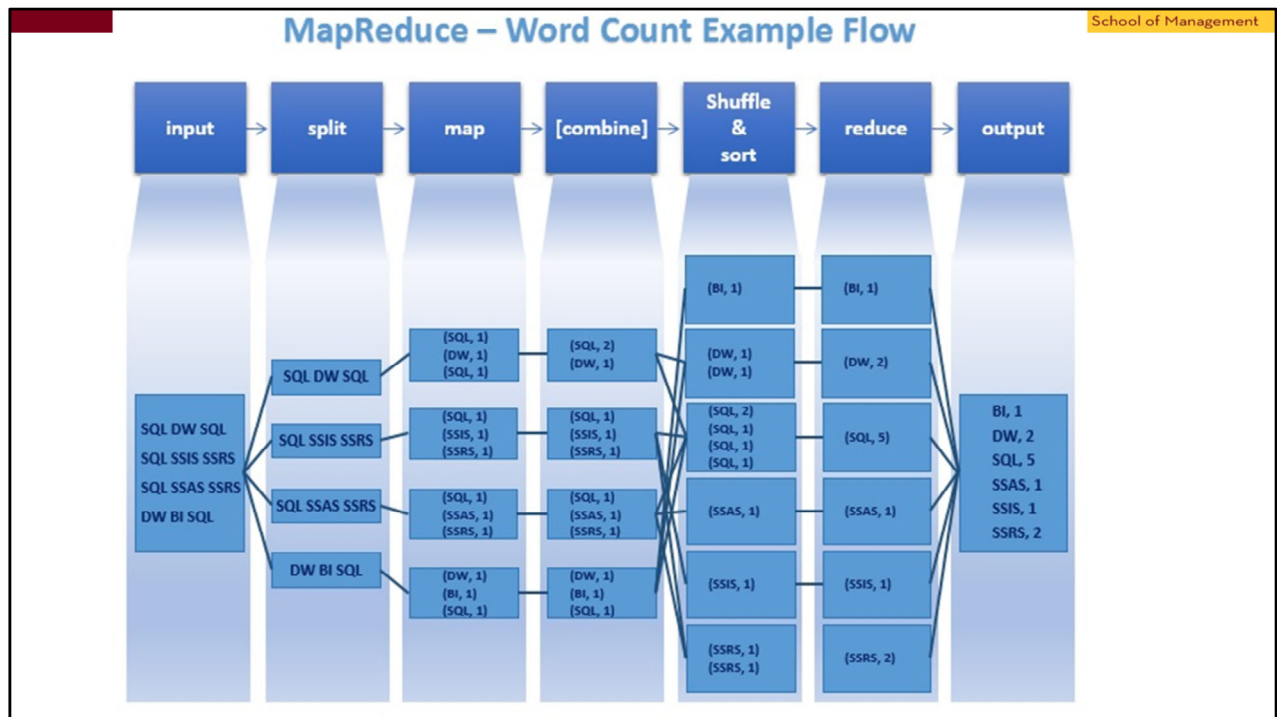 MapReduce – Word Count Example Flow
School of Management
input
split
map
[combine]
Shuffle
&
sort
reduce
output
SQL DW SQL
SQL SSIS SSRS
SQL SSAS SSRS
DW BI SQL
SQL DW SQL
SQL SSIS SSRS
SQL SSAS SSRS
DW BI SQL
(SQL, 1)
(DW, 1)
(SQL, 1)
(SQL, 1)
(SSIS, 1)
(SSRS, 1)
(SQL, 1)
(SSAS, 1)
(SSRS, 1)
(DW, 1)
(BI, 1)
(SQL, 1)
(SQL, 2)
(DW, 1)
(SQL, 1)
(SSIS, 1)
(SSRS, 1)
(SQL, 1)
(SSAS, 1)
(SSRS, 1)
(DW, 1)
(BI, 1)
(SQL, 1)
(BI, 1)
(DW, 1)
(DW, 1)
(SQL, 2)
(SQL, 1)
(SQL, 1)
(SQL, 1)
(SSAS, 1)
(SSIS, 1)
(SSRS, 1)
(SSRS, 1)
(BI, 1)
(DW, 2)
(SQL, 5)
(SSAS, 1)
(SSIS, 1)
(SSRS, 2)
BI, 1
DW, 2
SQL, 5
SSAS, 1
SSIS, 1
SSRS, 2